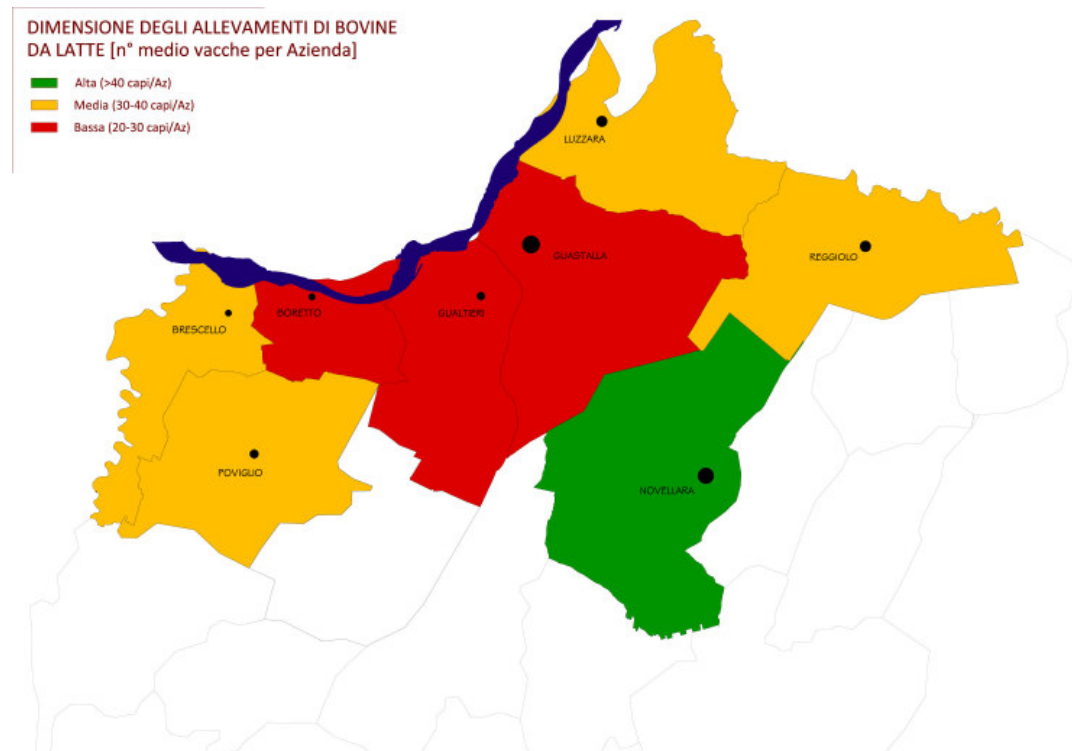 DIMENSIONE DEGLI ALLEVAMENTI DI BOVINE
DA LATTE [n° medio vacche per Azienda]
Alta (>40 capi/Az)
Media (30-40 capi/Az)
Bassa (20-30 capi/Az)
LUZZARA
GUASTALLA
REGGIOLO
BRESCELLO
BORETTO
GUALTIERI
POVIGLIO
NOVELLARA